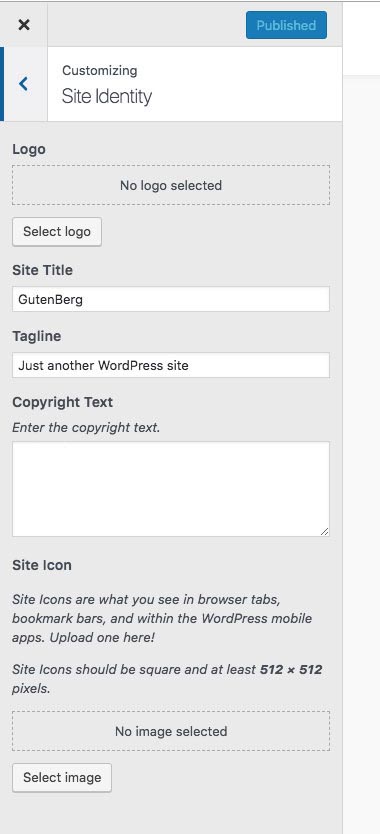 Published
Customizing
Site Identity
Logo
No logo selected
Select logo
Site Title
GutenBerg
Tagline
Just another WordPress site
Copyright Text
Enter the copyright text.
Site Icon
Site Icons are what you see in browser tabs,
bookmark bars, and within the WordPress mobile
apps. Upload one here!
Site Icons should be square and at least 512 × 512
pixels.
No image selected
Select image